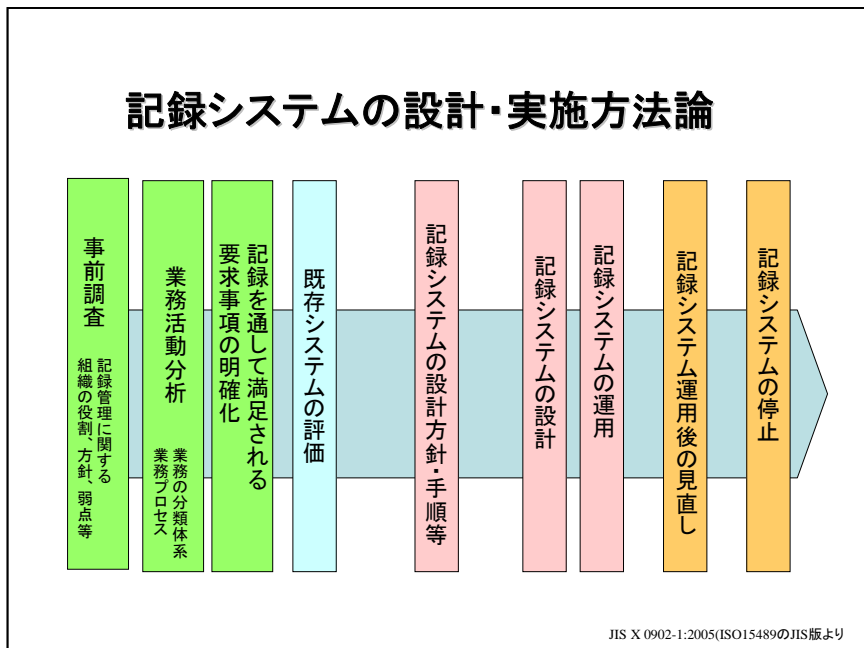 記録システムの設計・実施方法論
事前調査
記録管理に関する
組織の役割、方針、弱点等
業務活動分析
業務の分類体系
業務プロセス
記録を通して満足される
要求事項の明確化
既存システムの評価
記録システムの設計方針・手順等
記録システムの設計
記録システムの運用
記録システム運用後の見直し
記録システムの停止
JIS X 0902-1:2005(ISO15489のJIS版より